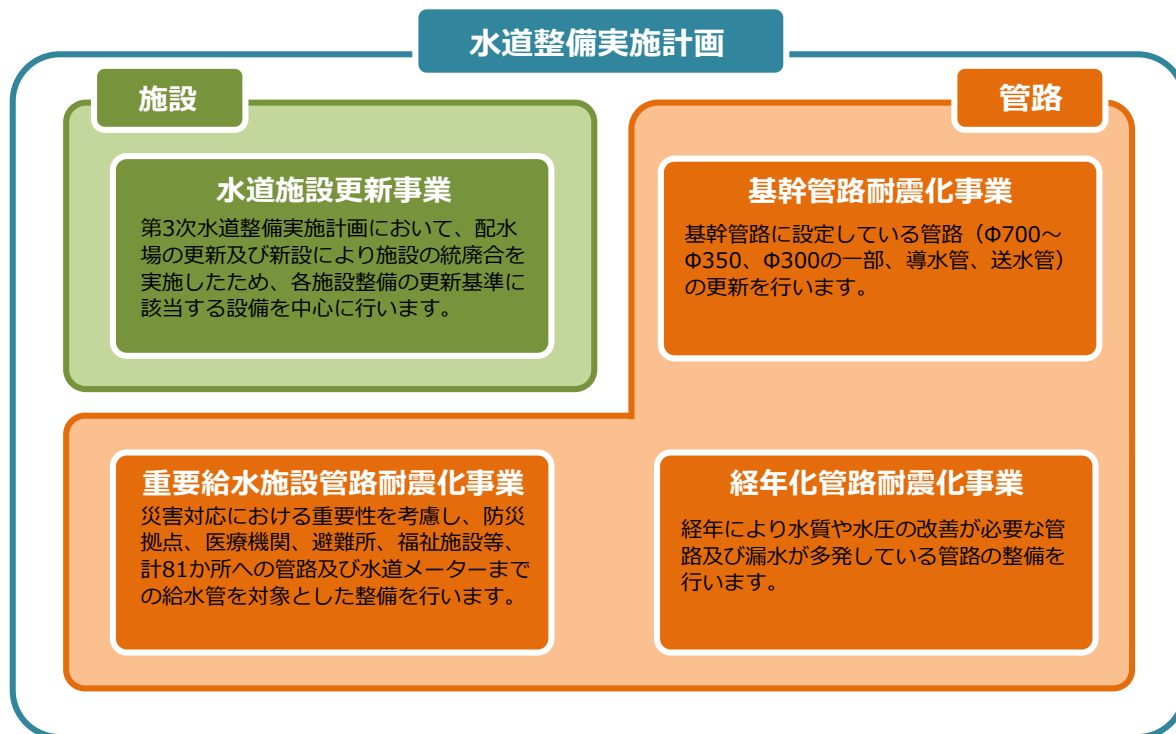 水道整備実施計画
施設
水道施設更新事業
第3次水道整備実施計画において、配水
場の更新及び新設により施設の統廃合を
実施したため、各施設整備の更新基準に
該当する設備を中心に行います。
管路
基幹管路耐震化事業
基幹管路に設定している管路（Φ700～
Φ350、Φ300の一部、導水管、送水管）
の更新を行います。
重要給水施設管路耐震化事業
災害対応における重要性を考慮し、防災
拠点、医療機関、避難所、福祉施設等、
計81か所への管路及び水道メーターまで
の給水管を対象とした整備を行います。
経年化管路耐震化事業
経年により水質や水圧の改善が必要な管
路及び漏水が多発している管路の整備を
行います。